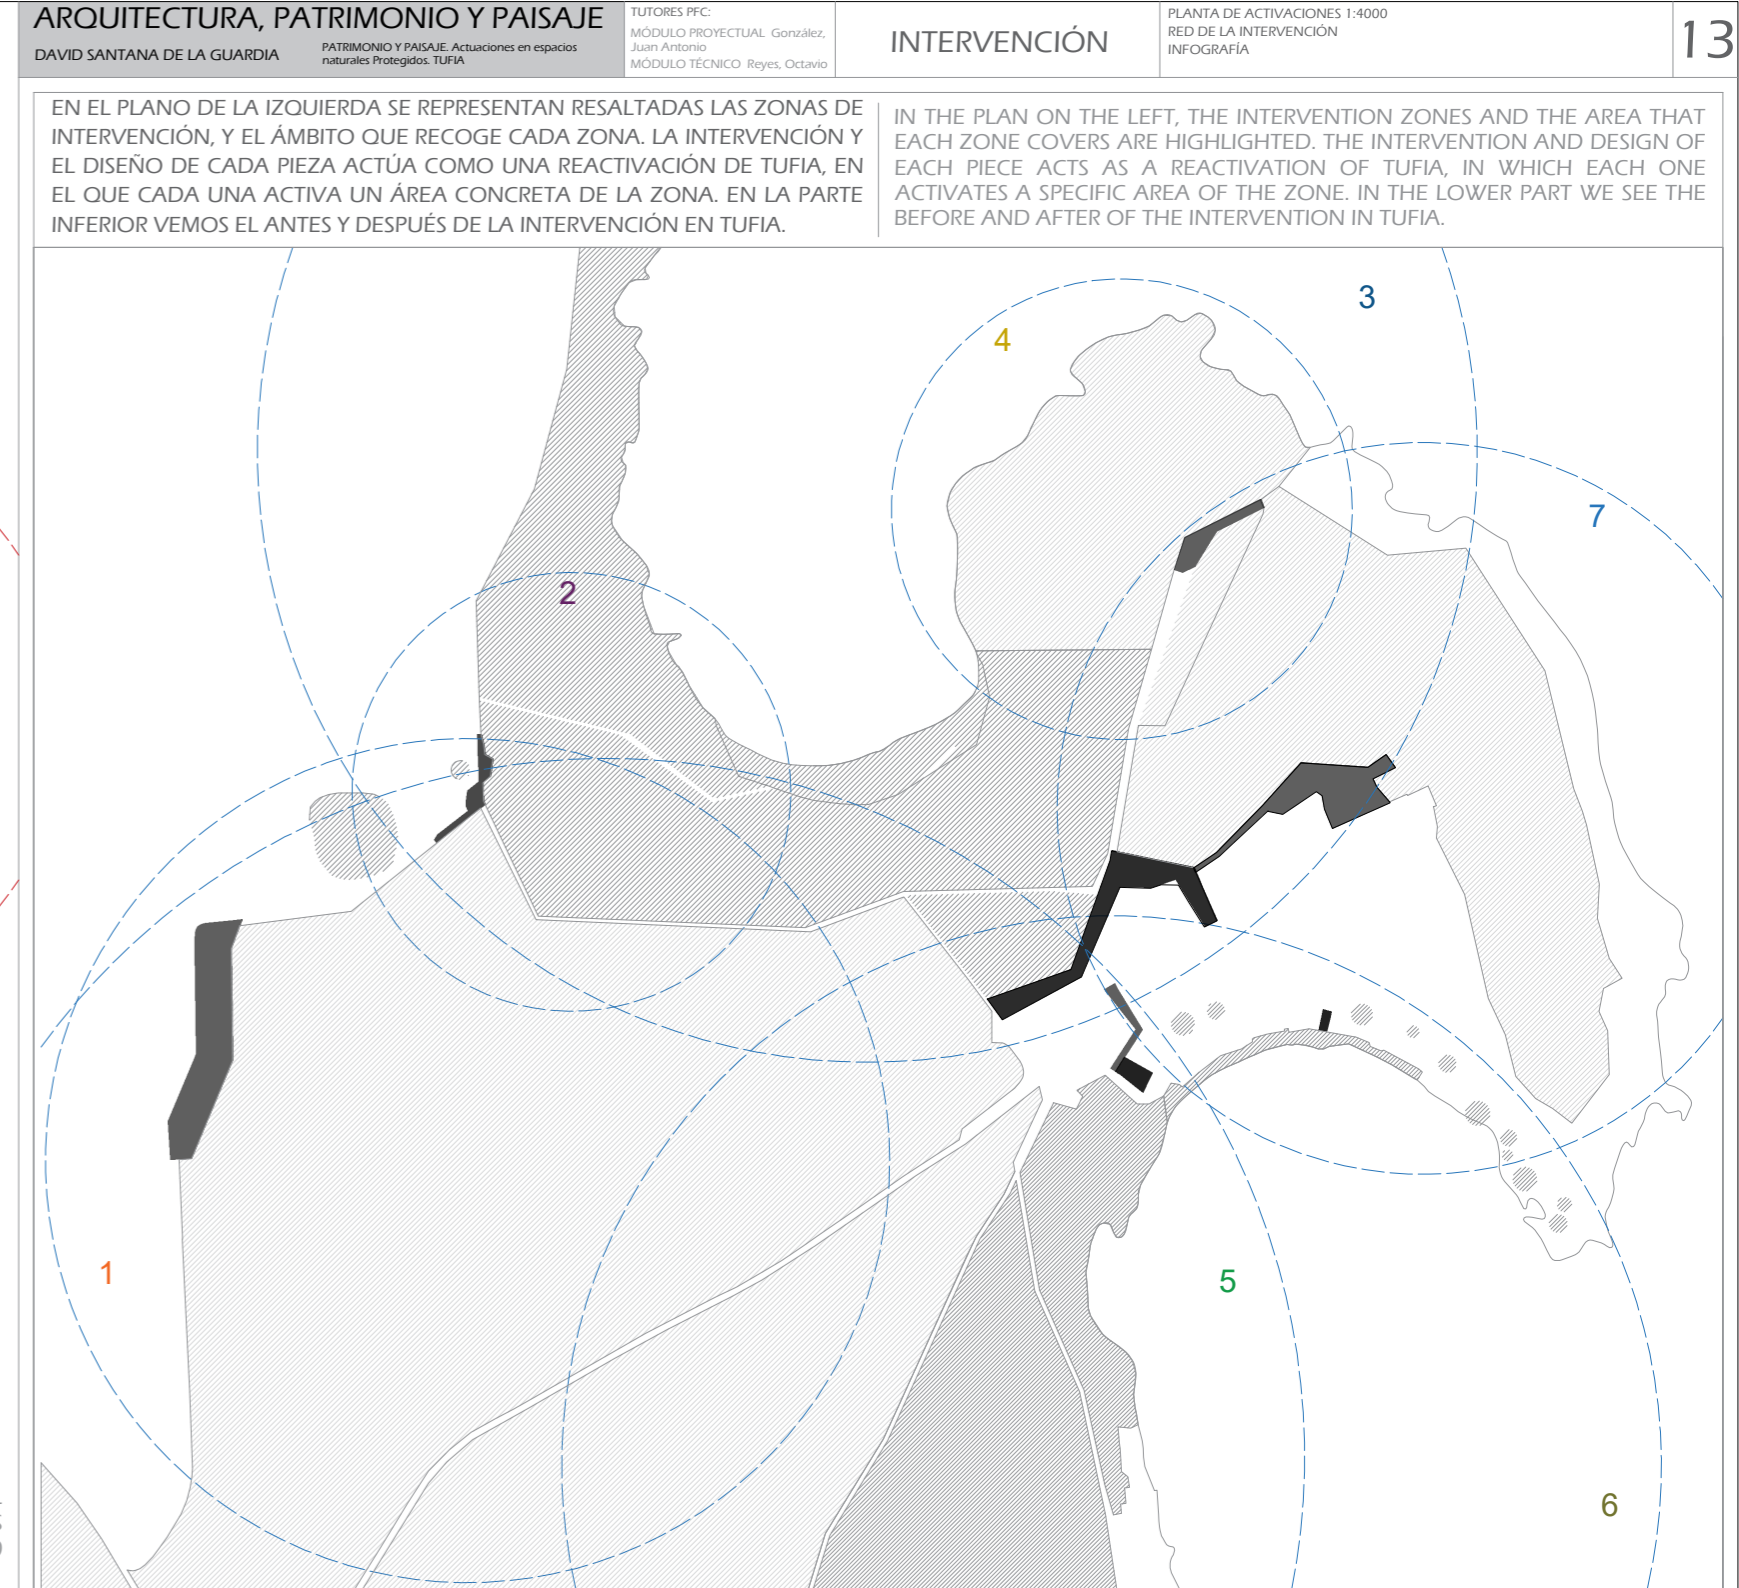 ARQUITECTURA, PATRIMONIO Y PAISAJE
DAVID SANTANA DE LA GUARDIA
PATRIMONIO Y PAISAJE. Actuaciones en espacios
naturales Protegidos. TUFIA
TUTORES PFC:
MÓDULO PROYECTUAL González,
Juan Antonio
MÓDULO TÉCNICO Reyes, Octavio
INTERVENCIÓN
PLANTA DE ACTIVACIONES 1:4000
RED DE LA INTERVENCIÓN
INFOGRAFÍA
13
EN EL PLANO DE LA IZQUIERDA SE REPRESENTAN RESALTADAS LAS ZONAS DE
INTERVENCIÓN, Y EL ÁMBITO QUE RECOGE CADA ZONA. LA INTERVENCIÓN Y
EL DISEÑO DE CADA PIEZA ACTÚA COMO UNA REACTIVACIÓN DE TUFIA, EN
EL QUE CADA UNA ACTIVA UN ÁREA CONCRETA DE LA ZONA. EN LA PARTE
INFERIOR VEMOS EL ANTES Y DESPUÉS DE LA INTERVENCIÓN EN TUFIA.
IN THE PLAN ON THE LEFT, THE INTERVENTION ZONES AND THE AREA THAT
EACH ZONE COVERS ARE HIGHLIGHTED. THE INTERVENTION AND DESIGN OF
EACH PIECE ACTS AS A REACTIVATION OF TUFIA, IN WHICH EACH ONE
ACTIVATES A SPECIFIC AREA OF THE ZONE. IN THE LOWER PART WE SEE THE
BEFORE AND AFTER OF THE INTERVENTION IN TUFIA.
3
4
7
2
1
5
6